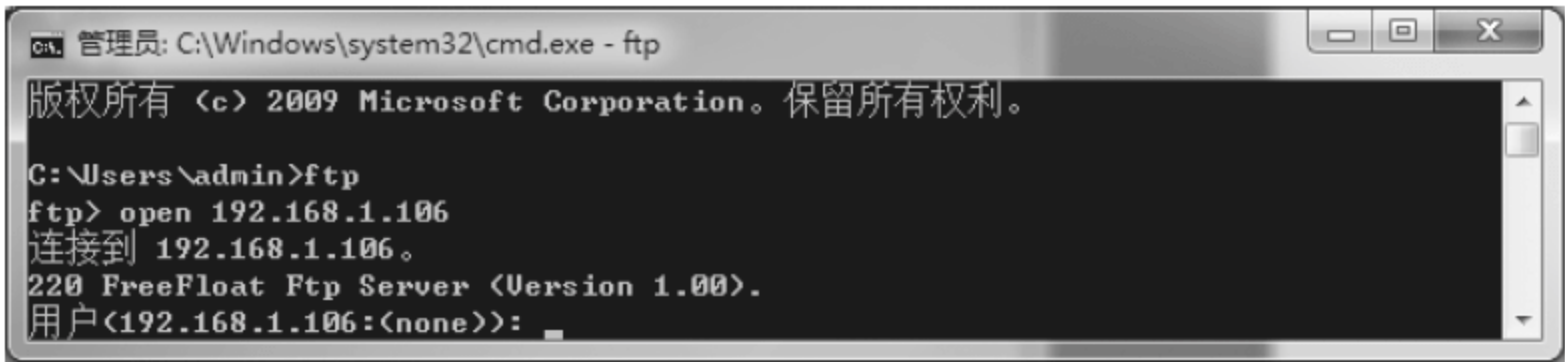 管理员: C:\Windows\system32\cmd.exe - ftp
版权所有 (c) 2009 Microsoft Corporation。保留所有权利。
C:\Users\admin>ftp
ftp> open 192.168.1.106
连接到 192.168.1.106。
220 FreeFloat Ftp Server (Version 1.00).
用户(192.168.1.106:(none)):